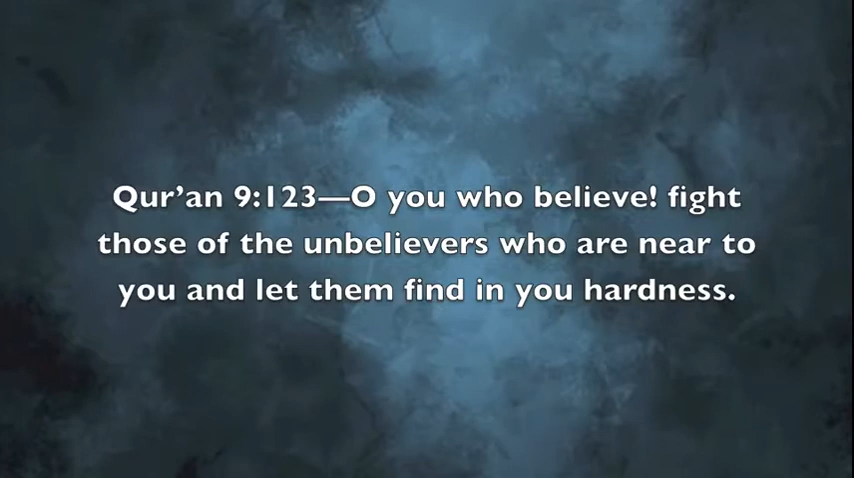 Qur’an 9:123—O you who believe! fight
those of the unbelievers who are near to
you and let them find in you hardness.